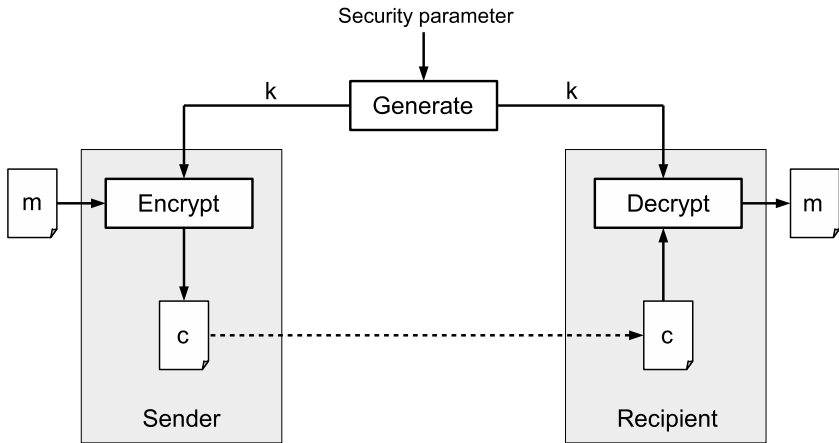 Security parameter
k
Generate
k
m
Encrypt
Decrypt
m
c
c
Sender
Recipient